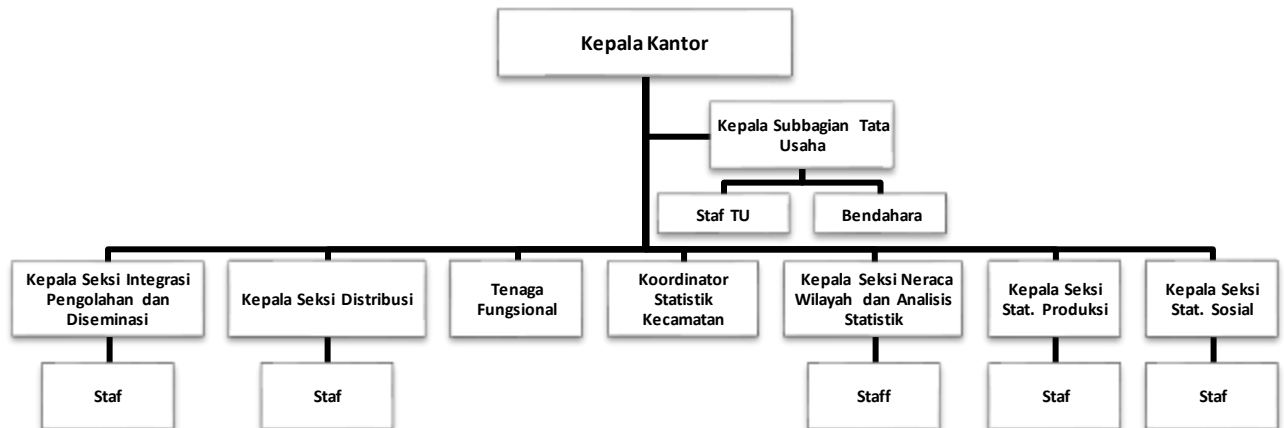 Kepala Kantor
Kepala Subbagian Tata
Usaha
Staf TU
Bendahara
Kepala Seksi Integrasi
Pengolahan dan
Diseminasi
Kepala Seksi Distribusi
Tenaga
Fungsional
Koordinator
Statistik
Kecamatan
Kepala Seksi Neraca
Wilayah dan Analisis
Statistik
Kepala Seksi
Stat. Produksi
Kepala Seksi
Stat. Sosial
Staf
Staf
Staff
Staf
Staf